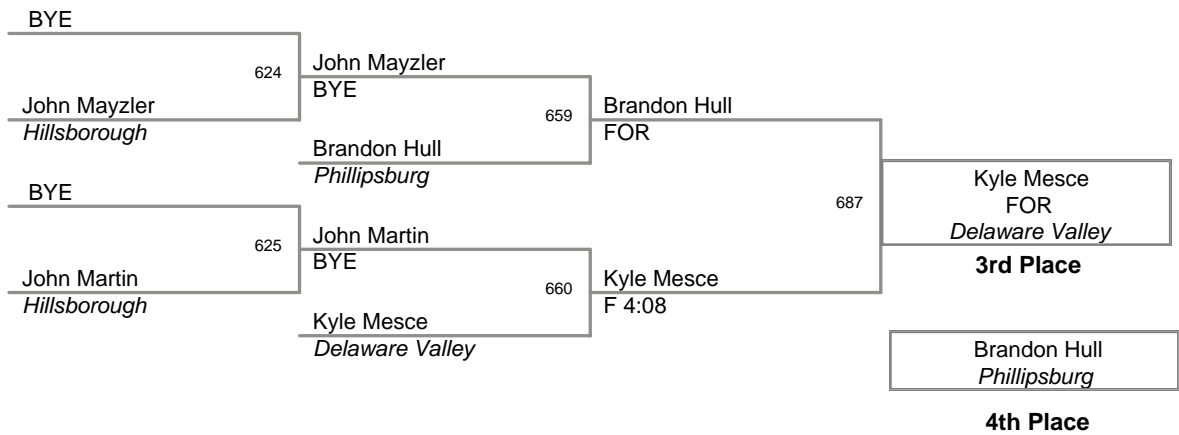 BYE
624
John Mayzler
Hillsborough
John Mayzler
BYE
659
Brandon Hull
Phillipsburg
Brandon Hull
FOR
BYE
625
John Martin
Hillsborough
John Martin
BYE
660
Kyle Mesce
Delaware Valley
Kyle Mesce
F 4:08
687
Kyle Mesce
FOR
Delaware Valley
3rd Place
Brandon Hull
Phillipsburg
4th Place